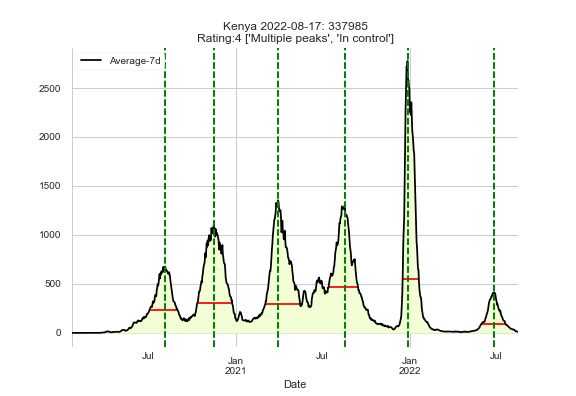 Kenya 2022-08-17: 337985
Rating:4 ['Multiple peaks', 'In control']
Average-7d
2500
2000
1500
1000
500
0
Jul
Jan
2021
Jul
Jan
2022
Jul
Date